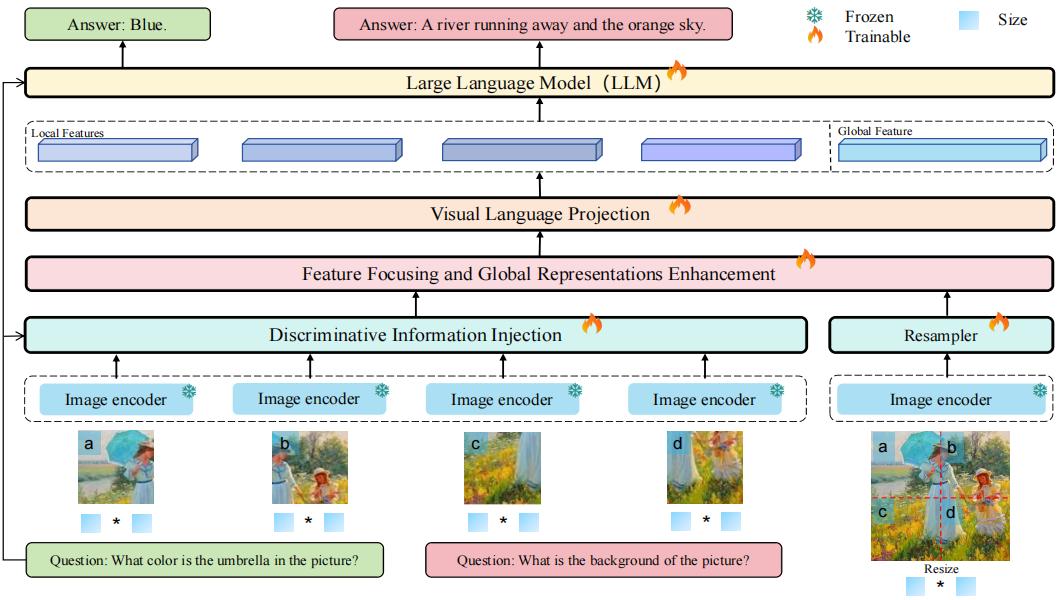 Answer: Blue.
Answer: A river running away and the orange sky.
Frozen
Trainable
Size
Large Language Model（LLM）
Local Features
Global Feature
Visual Language Projection
Feature Focusing and Global Representations Enhancement
Discriminative Information Injection
Resampler
Image encoder
Image encoder
Image encoder
Image encoder
Image encoder
a
b
c
d
a
b
c
d
*
*
*
*
Question: What color is the umbrella in the picture?
Question: What is the background of the picture?
Resize
*